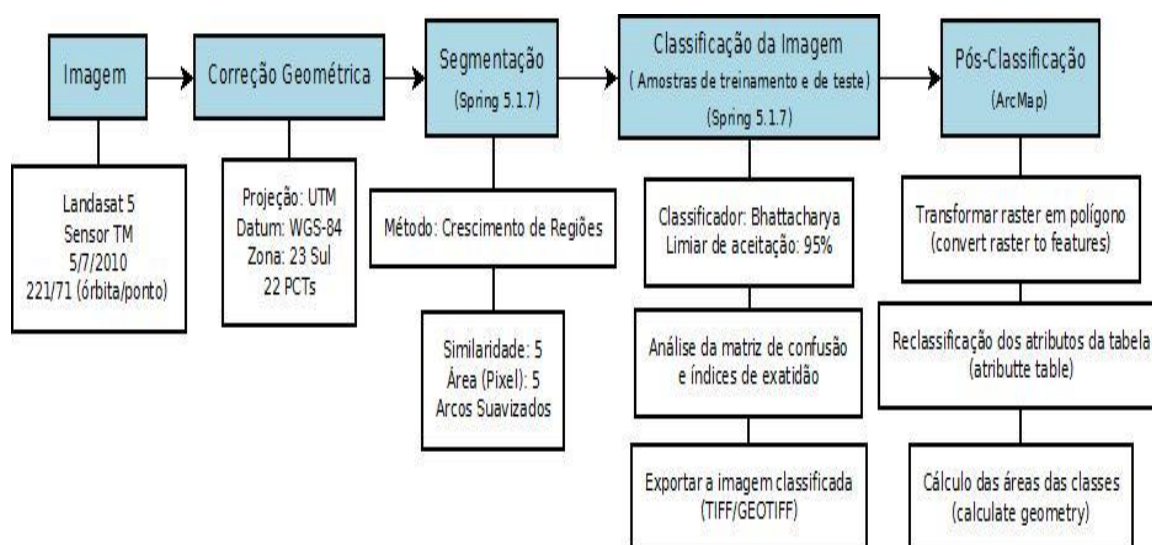 Imagem
Landasat 5
Sensor TM
5/7/2010
221/71 (órbita/ponto)
Correção Geométrica
Projeção: UTM
Datum: WGS-84
Zona: 23 Sul
22 PCTs
Segmentação
(Spring 5.1.7)
Método: Crescimento de Regiões
Similaridade: 5
Área (Pixel): 5
Arcos Suavizados
Classificação da Imagem
( Amostras de treinamento e de teste)
(Spring 5.1.7)
Classificador: Bhattacharya
Limiar de aceitação: 95%
Análise da matriz de confusão
e índices de exatidão
Exportar a imagem classificada
(TIFF/GEOTIFF)
Pós-Classificação
(ArcMap)
Transformar raster em polígono
(convert raster to features)
Reclassificação dos atributos da tabela
(atributte table)
Cálculo das áreas das classes
(calculate geometry)